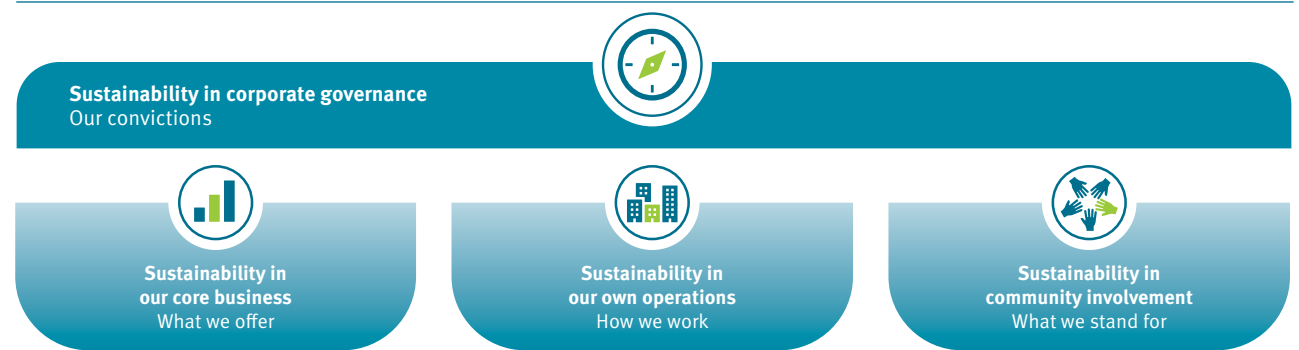 Sustainability in corporate governance
Our convictions
Sustainability in
our core business
What we offer
Sustainability in
our own operations
How we work
Sustainability in
community involvement
What we stand for